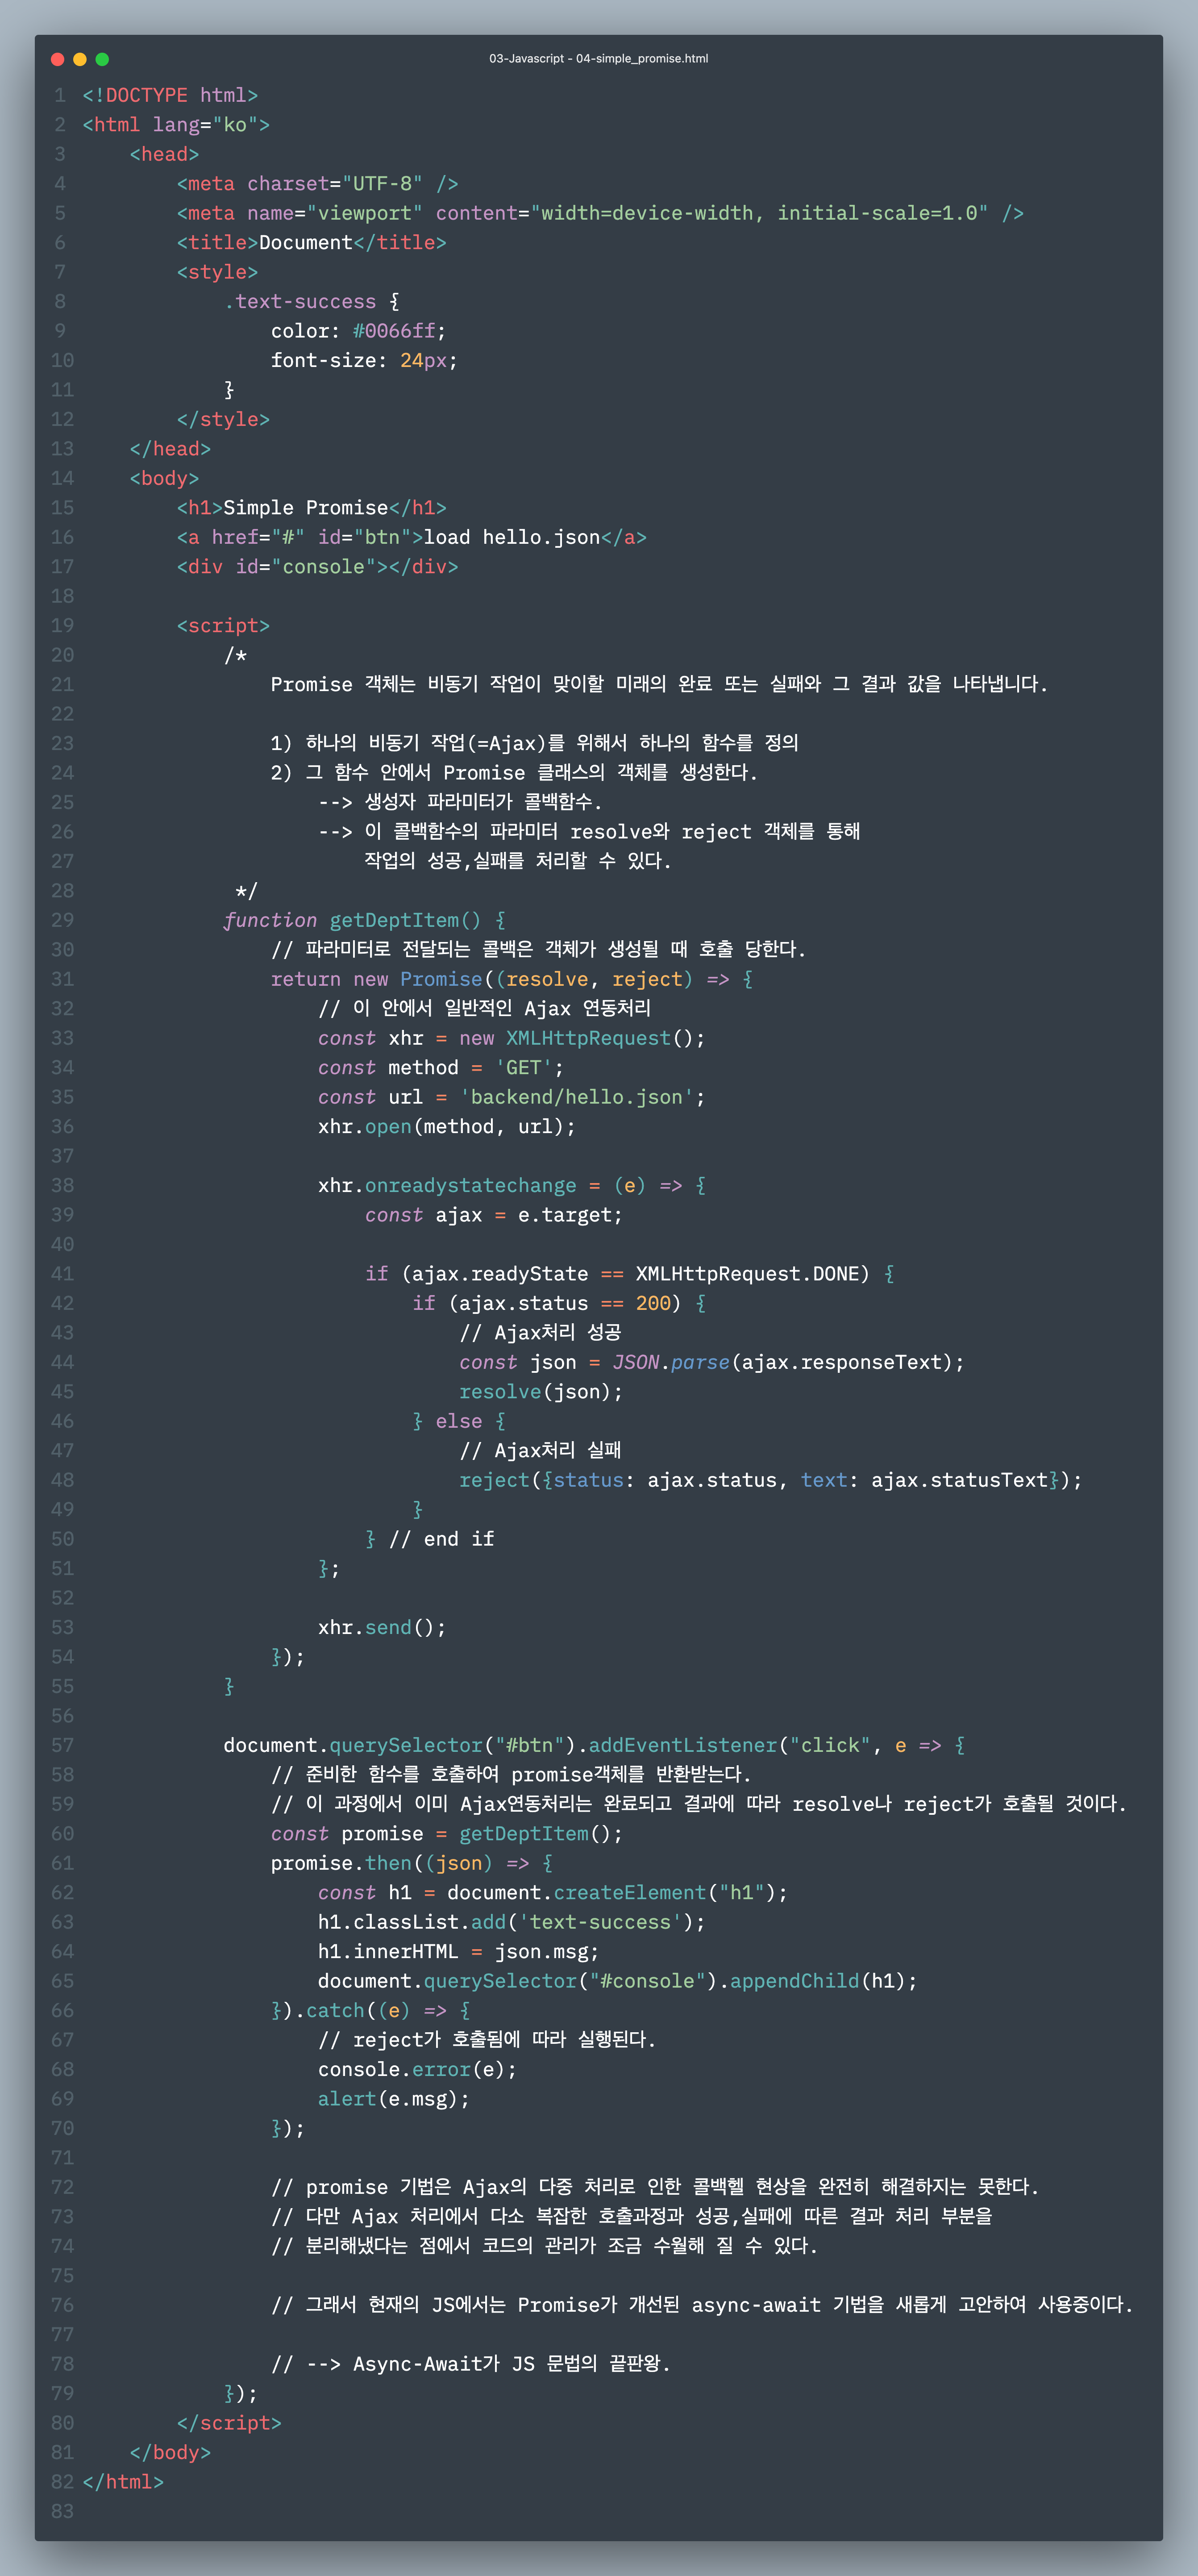 03-Javascript - 04-simple_promise.html
1 <!DOCTYPE html>
2 <html lang="ko">
3     <head>
4         <meta charset="UTF-8" />
5         <meta name="viewport" content="width=device-width, initial-scale=1.0" />
6         <title>Document</title>
7         <style>
8             .text-success {
9                 color: #0066ff;
10                 font-size: 24px;
11             }
12         </style>
13     </head>
14     <body>
15         <h1>Simple Promise</h1>
16         <a href="#" id="btn">load hello.json</a>
17         <div id="console"></div>
18
19         <script>
20             /*
21                 Promise 객체는 비동기 작업이 맞이할 미래의 완료 또는 실패와 그 결과 값을 나타냅니다.
22
23                 1) 하나의 비동기 작업(=Ajax)를 위해서 하나의 함수를 정의
24                 2) 그 함수 안에서 Promise 클래스의 객체를 생성한다.
25                     --> 생성자 파라미터가 콜백함수.
26                     --> 이 콜백함수의 파라미터 resolve와 reject 객체를 통해
27                         작업의 성공,실패를 처리할 수 있다.
28              */
29             function getDeptItem() {
30                 // 파라미터로 전달되는 콜백은 객체가 생성될 때 호출 당한다.
31                 return new Promise((resolve, reject) => {
32                     // 이 안에서 일반적인 Ajax 연동처리
33                     const xhr = new XMLHttpRequest();
34                     const method = 'GET';
35                     const url = 'backend/hello.json';
36                     xhr.open(method, url);
37
38                     xhr.onreadystatechange = (e) => {
39                         const ajax = e.target;
40
41                         if (ajax.readyState == XMLHttpRequest.DONE) {
42                             if (ajax.status == 200) {
43                                 // Ajax처리 성공
44                                 const json = JSON.parse(ajax.responseText);
45                                 resolve(json);
46                             } else {
47                                 // Ajax처리 실패
48                                 reject({status: ajax.status, text: ajax.statusText});
49                             }
50                         } // end if
51                     };
52
53                     xhr.send();
54                 });
55             }
56
57             document.querySelector("#btn").addEventListener("click", e => {
58                 // 준비한 함수를 호출하여 promise객체를 반환받는다.
59                 // 이 과정에서 이미 Ajax연동처리는 완료되고 결과에 따라 resolve나 reject가 호출될 것이다.
60                 const promise = getDeptItem();
61                 promise.then((json) => {
62                     const h1 = document.createElement("h1");
63                     h1.classList.add('text-success');
64                     h1.innerHTML = json.msg;
65                     document.querySelector("#console").appendChild(h1);
66                 }).catch((e) => {
67                     // reject가 호출됨에 따라 실행된다.
68                     console.error(e);
69                     alert(e.msg);
70                 });
71
72                 // promise 기법은 Ajax의 다중 처리로 인한 콜백헬 현상을 완전히 해결하지는 못한다.
73                 // 다만 Ajax 처리에서 다소 복잡한 호출과정과 성공,실패에 따른 결과 처리 부분을
74                 // 분리해냈다는 점에서 코드의 관리가 조금 수월해 질 수 있다.
75
76                 // 그래서 현재의 JS에서는 Promise가 개선된 async-await 기법을 새롭게 고안하여 사용중이다.
77
78                 // --> Async-Await가 JS 문법의 끝판왕.
79             });
80         </script>
81     </body>
82 </html>
83